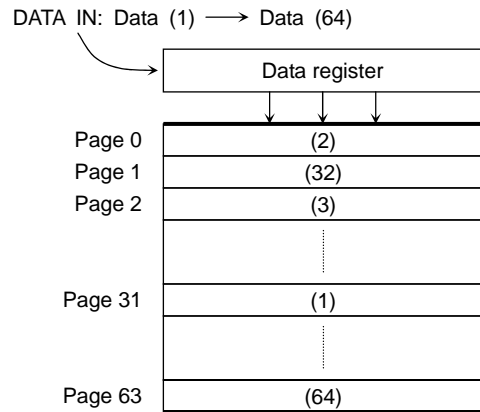 DATA IN: Data (1) → Data (64)
Data register
Page 0 (2)
Page 1 (32)
Page 2 (3)
Page 31 (1)
Page 63 (64)